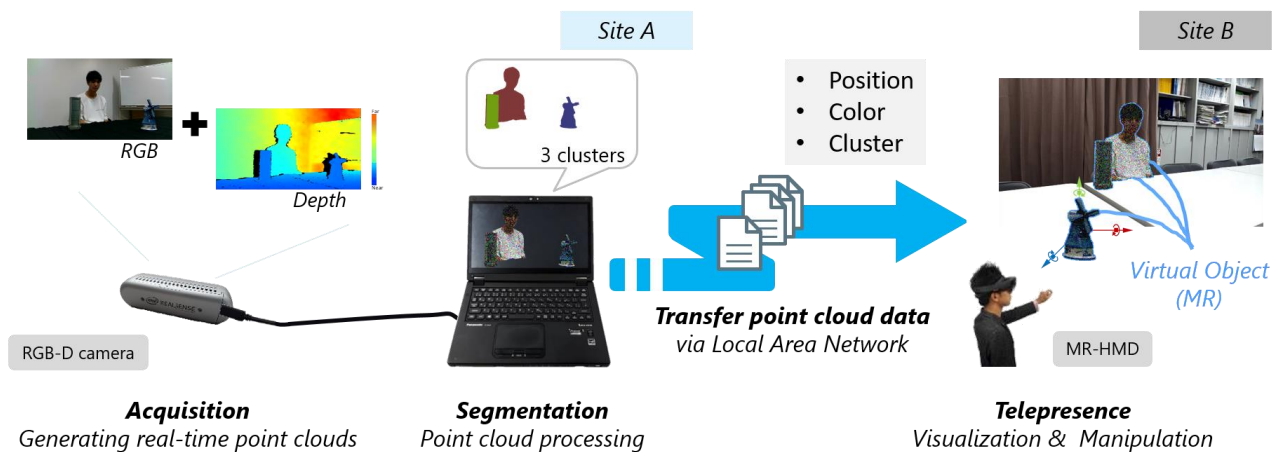 Site A
Site B
RGB
Far
Near
Depth
3 clusters
• Position
• Color
• Cluster
Virtual Object
(MR)
REALSENSE
RGB-D camera
Transfer point cloud data
via Local Area Network
MR-HMD
Acquisition
Generating real-time point clouds
Segmentation
Point cloud processing
Telepresence
Visualization & Manipulation